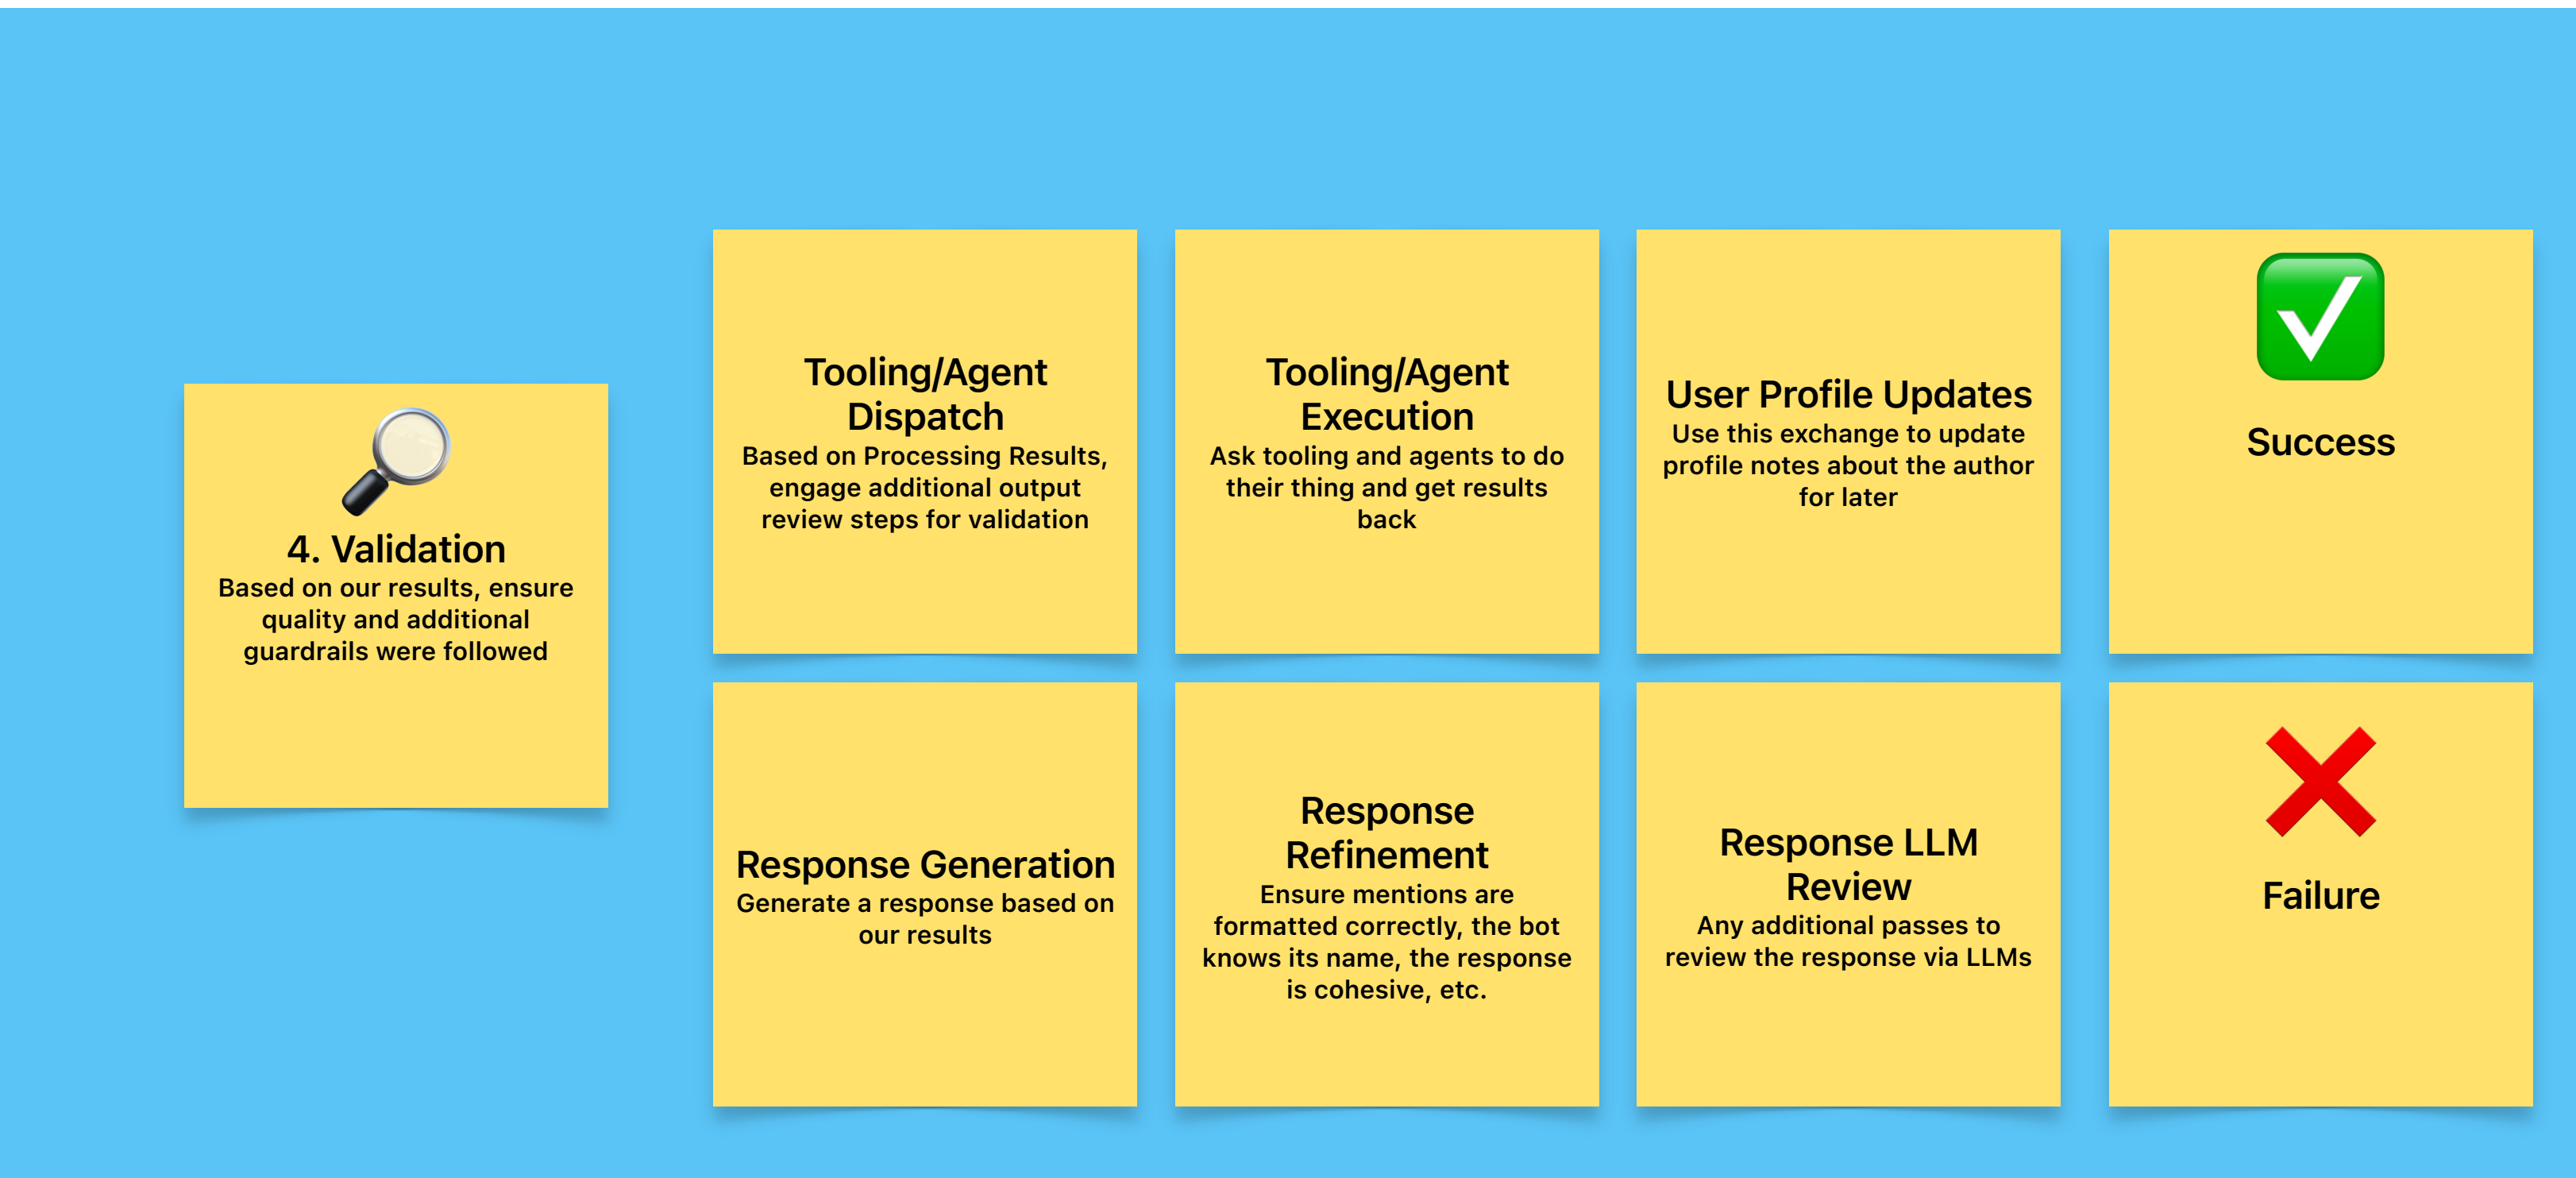 4. Validation
Based on our results, ensure
quality and additional
guardrails were followed
Tooling/Agent
Dispatch
Based on Processing Results,
engage additional output
review steps for validation
Tooling/Agent
Execution
Ask tooling and agents to do
their thing and get results
back
User Profile Updates
Use this exchange to update
profile notes about the author
for later
Success
Response Generation
Generate a response based on
our results
Response
Refinement
Ensure mentions are
formatted correctly, the bot
knows its name, the response
is cohesive, etc.
Response LLM
Review
Any additional passes to
review the response via LLMs
Failure